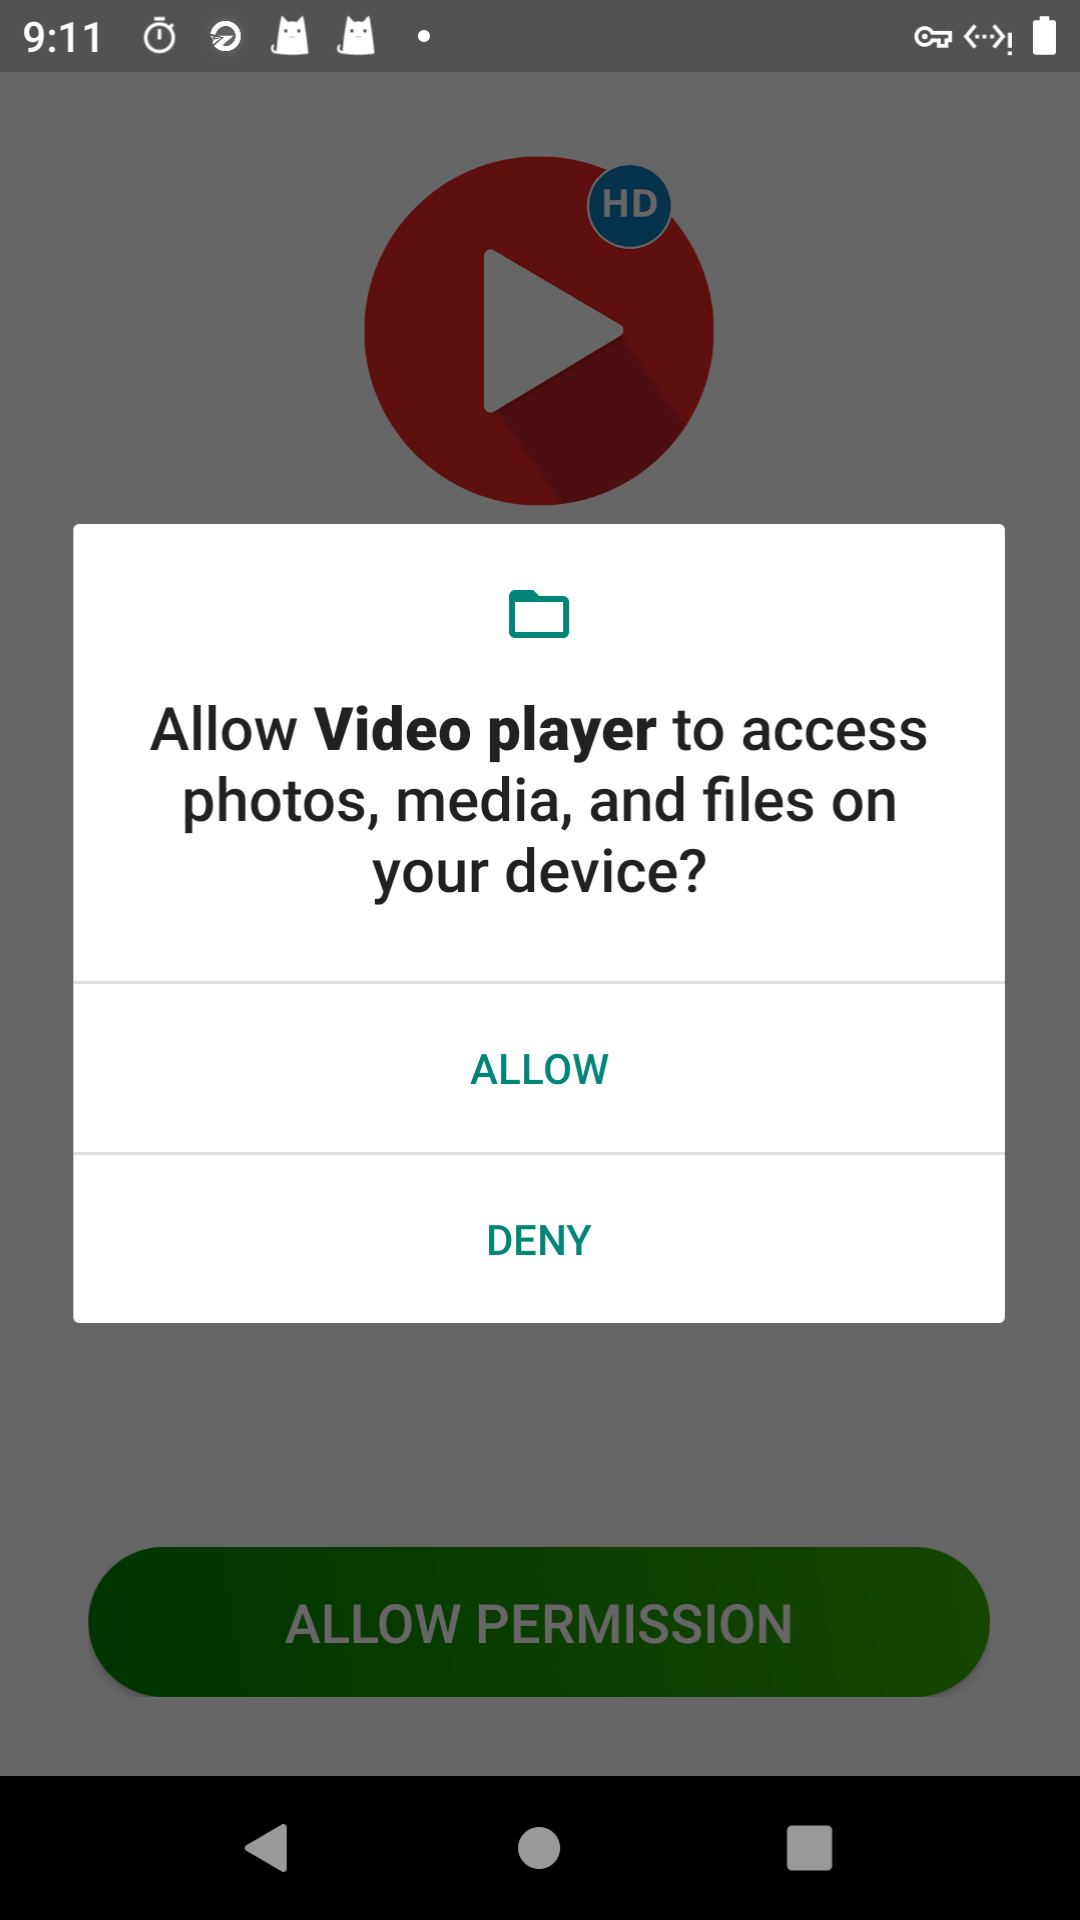 9:11
HD
Allow Video player to access
photos, media, and files on
your device?
ALLOW
DENY
ALLOW PERMISSION